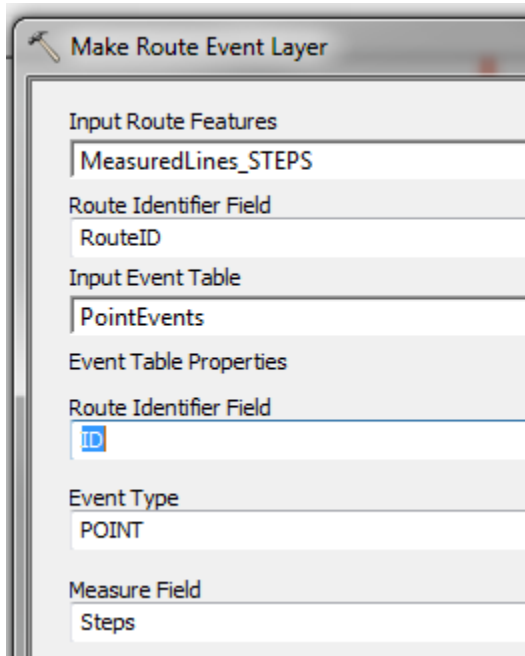 Make Route Event Layer
Input Route Features
MeasuredLines_STEPS
Route Identifier Field
RouteID
Input Event Table
PointEvents
Event Table Properties
Route Identifier Field
ID
Event Type
POINT
Measure Field
Steps